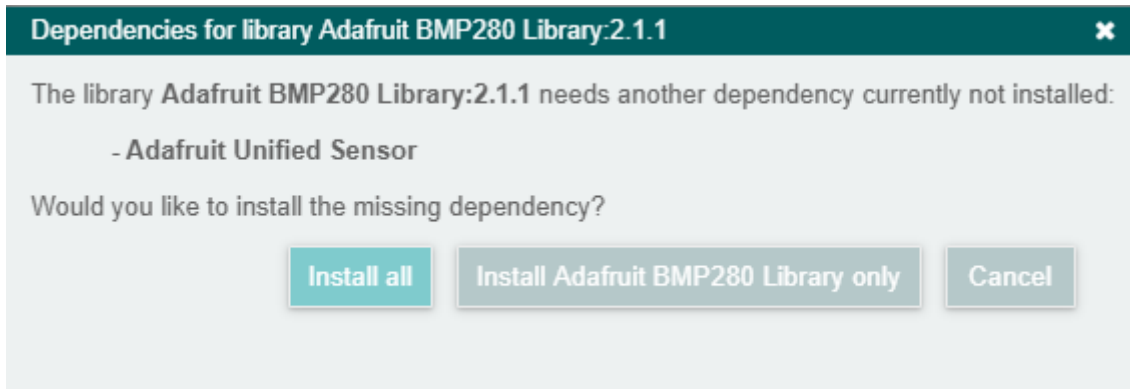 Dependencies for library Adafruit BMP280 Library:2.1.1
The library Adafruit BMP280 Library:2.1.1 needs another dependency currently not installed:
- Adafruit Unified Sensor
Would you like to install the missing dependency?
Install all Install Adafruit BMP280 Library only Cancel